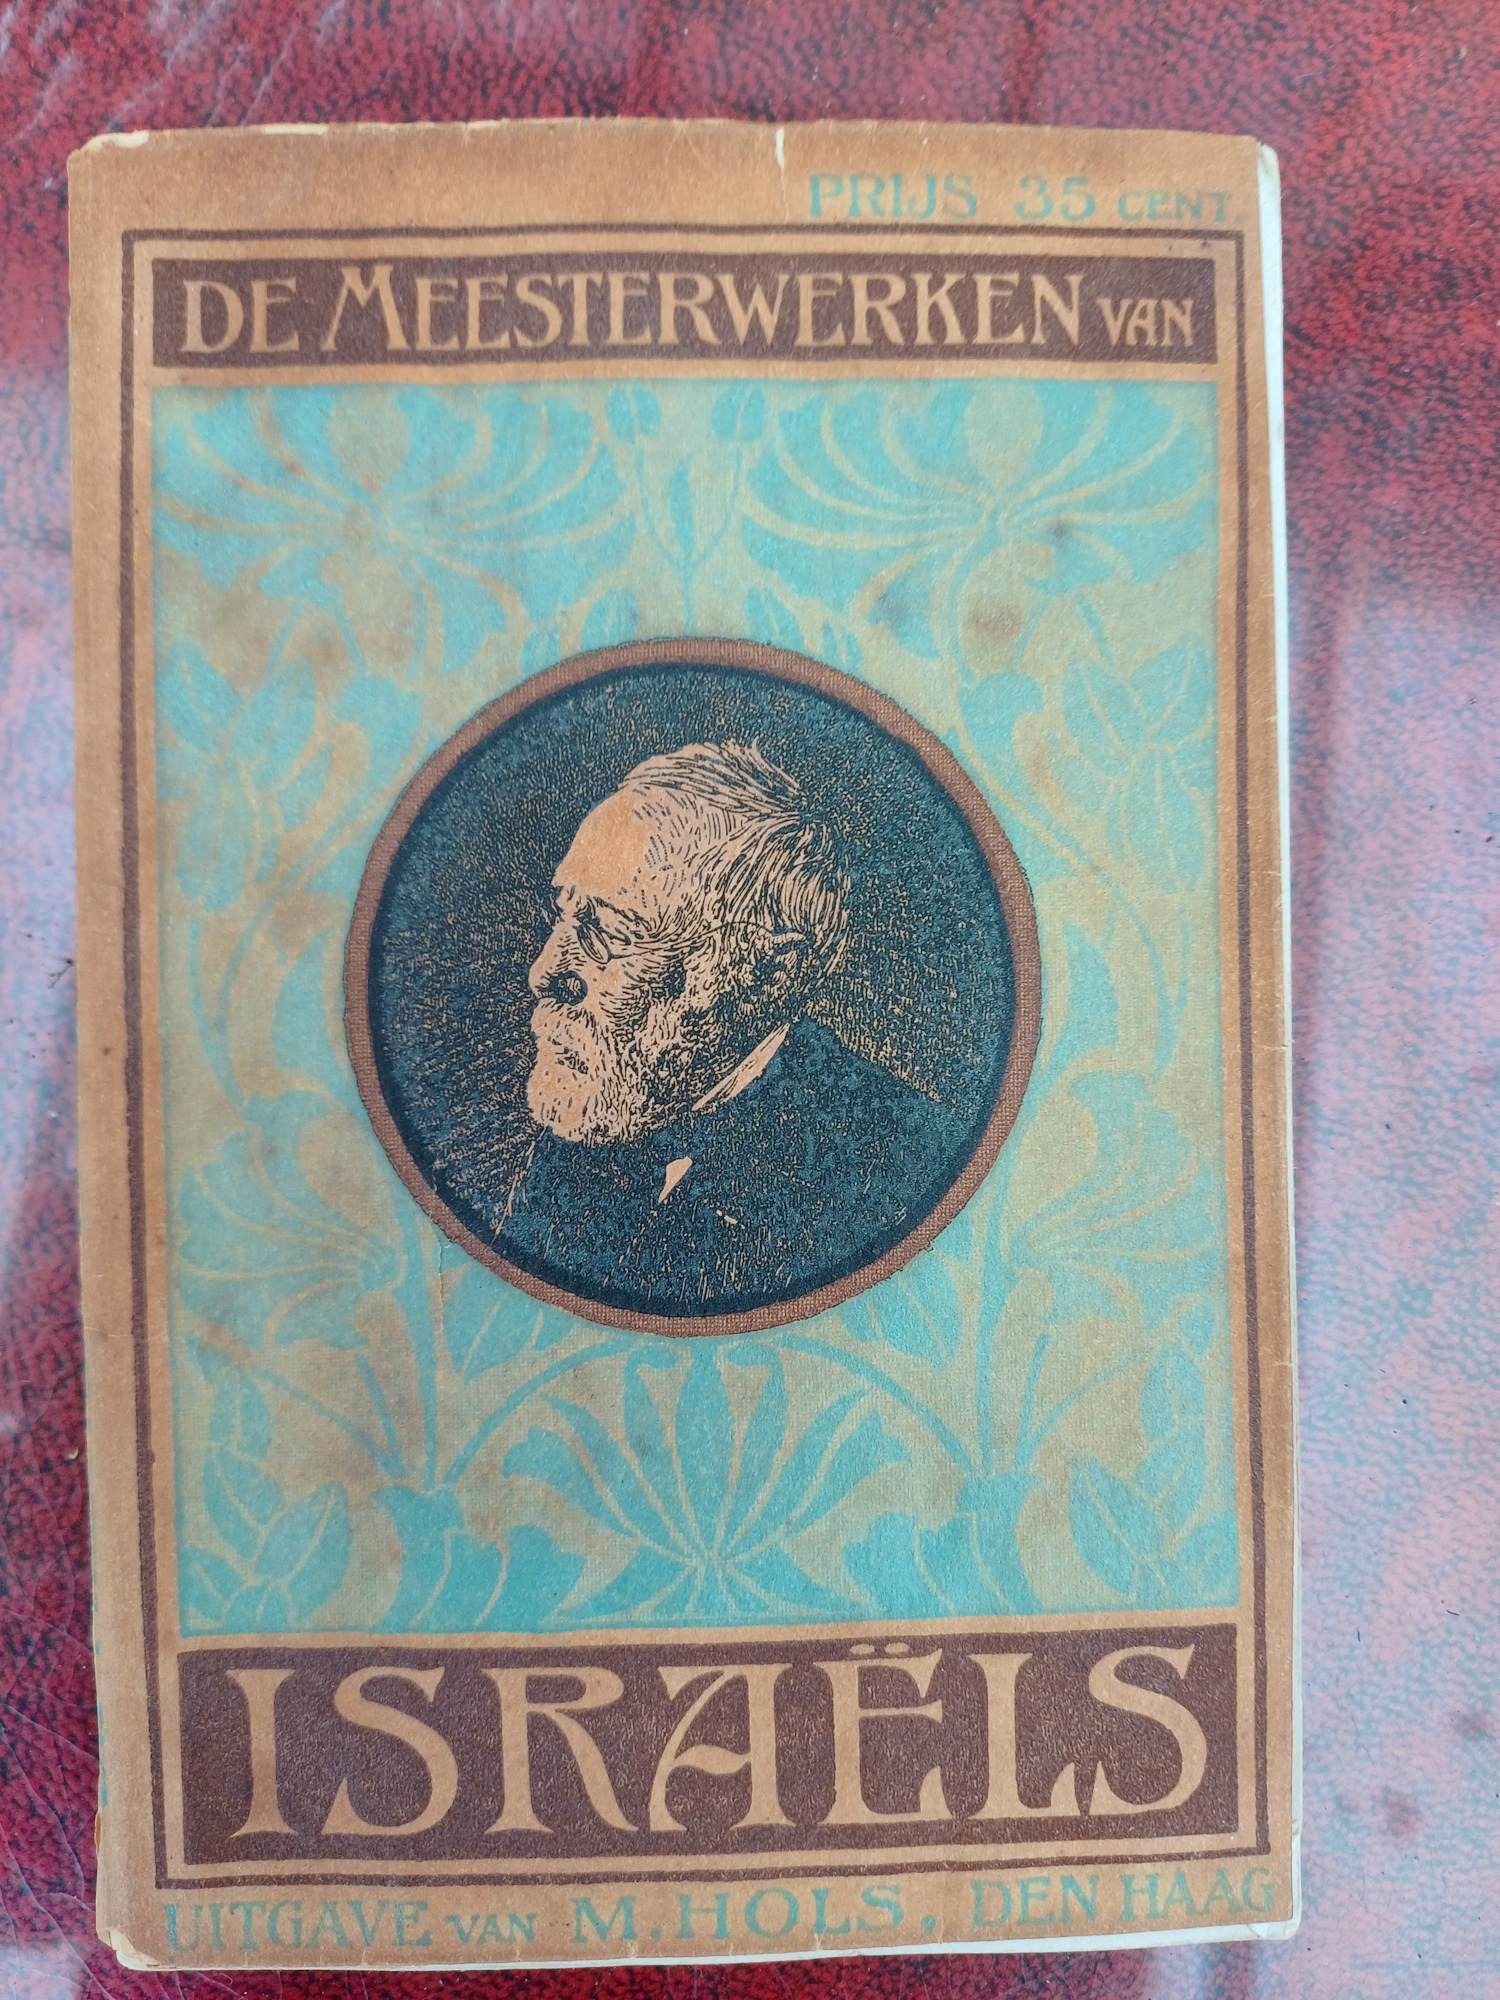 PRIJS 35 CENT
DE MEESTERWERKEN VAN
ISRAËLS
UITGAVE VAN M. HOLS. DEN HAAG